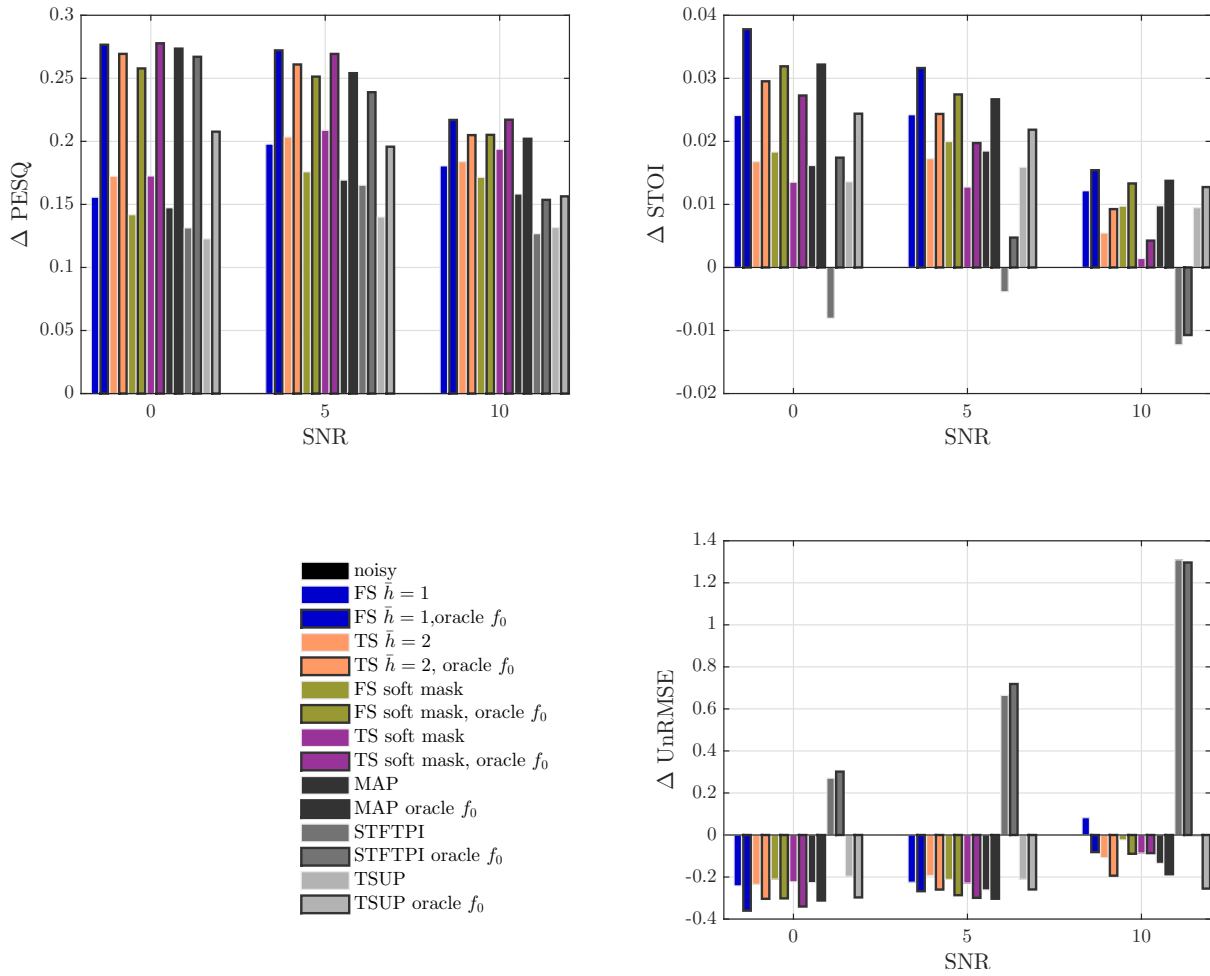 0.3
0.25
0.2
0.15
0.1
0.05
0
Δ PESQ
0
5
10
SNR
0.04
0.03
0.02
0.01
0
-0.01
-0.02
Δ STOI
0
5
10
SNR
noisy
FS h̄ = 1
FS h̄ = 1,oracle f₀
TS h̄ = 2
TS h̄ = 2, oracle f₀
FS soft mask
FS soft mask, oracle f₀
TS soft mask
TS soft mask, oracle f₀
MAP
MAP oracle f₀
STFTPI
STFTPI oracle f₀
TSUP
TSUP oracle f₀
1.4
1.2
1
0.8
0.6
0.4
0.2
0
-0.2
-0.4
Δ UnRMSE
0
5
10
SNR